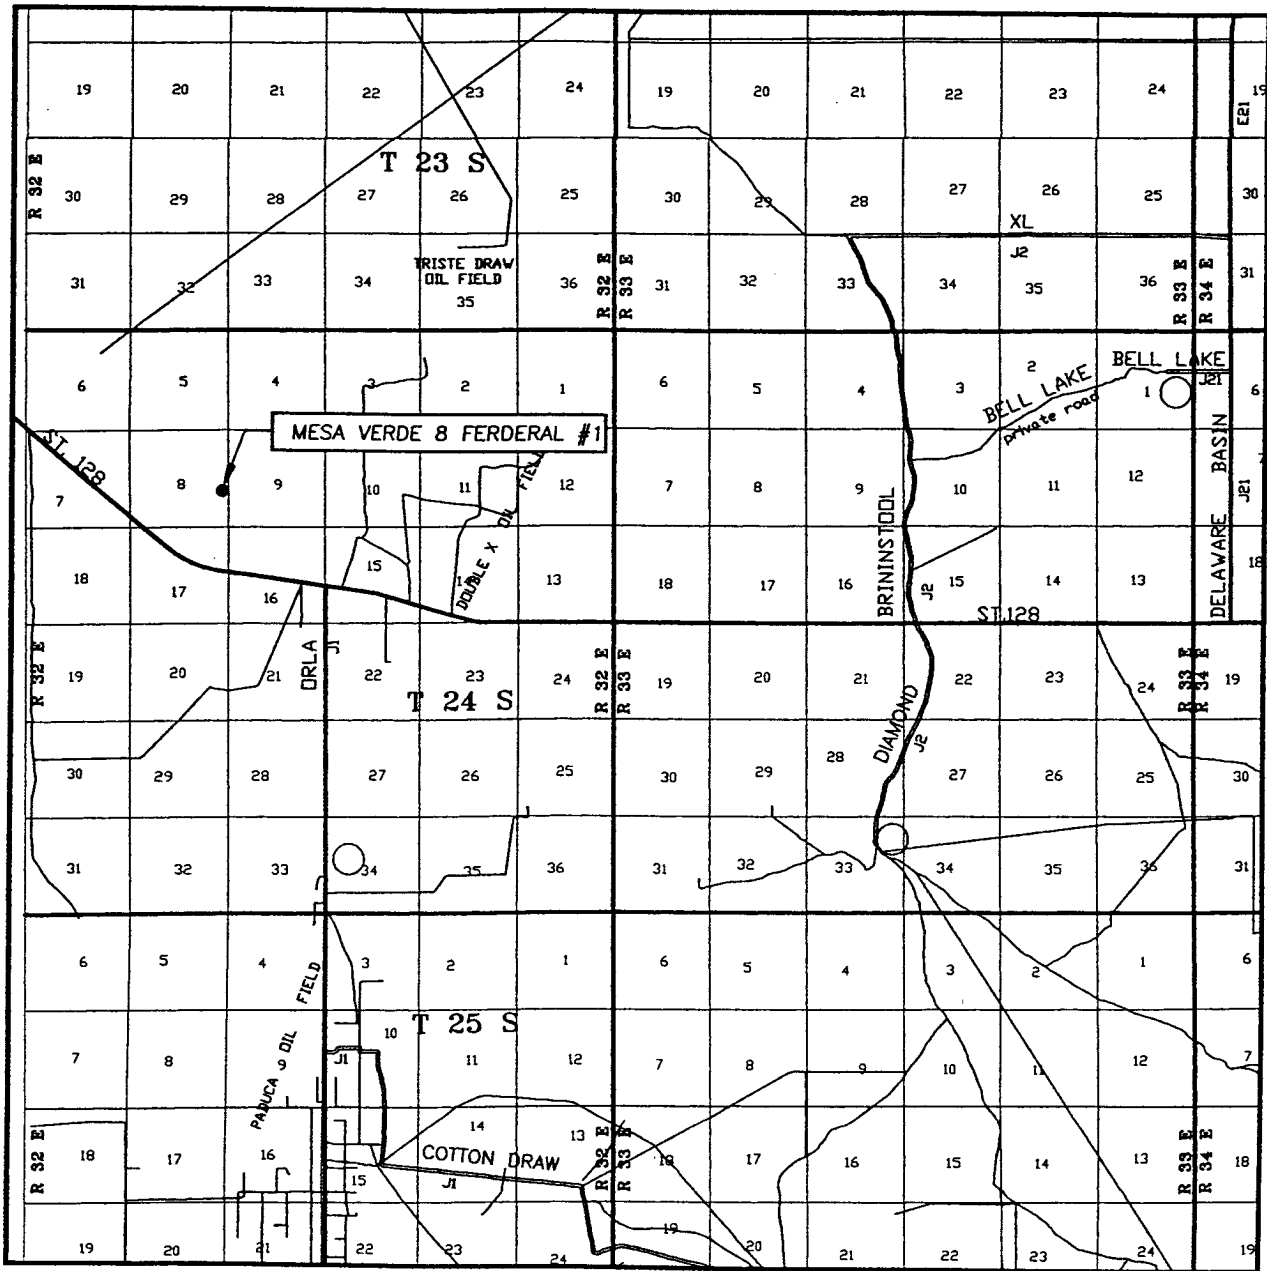 19 20 21 22 23 24 19 20 21 22 23 24 19
E21
T 23 S
R 32 E
30 29 28 27 26 25 30 29 28 27 26 25 30
XL
J2
TRISTE DRAW
OIL FIELD
31 32 33 34 35 36 31 32 33 34 35 36 31
R 32 E
R 33 E
R 33 E
R 34 E
6 5 4 3 2 1 6 5 4 3 2 1 6
BELL LAKE
J21
BELL LAKE
private road
MESA VERDE 8 FERDERAL #1
ST. 128
7 8 9 10 11 12 7 8 9 10 11 12 7
DOUBLE X OIL FIELD
BRININSTOOL
J2
DELAWARE BASIN
J21
18 17 16 15 14 13 18 17 16 15 14 13 18
ST.128
ORLA
J1
R 32 E
19 20 21 22 23 24 19 20 21 22 23 24 19
R 32 E
R 33 E
R 33 E
R 34 E
T 24 S
DIAMOND
J2
30 29 28 27 26 25 30 29 28 27 26 25 30
31 32 33 34 35 36 31 32 33 34 35 36 31
6 5 4 3 2 1 6 5 4 3 2 1 6
PADUCA OIL FIELD
T 25 S
7 8 9 10 11 12 7 8 9 10 11 12 7
J1
R 32 E
18 17 16 15 14 13 18 17 16 15 14 13 18
COTTON DRAW
J1
R 32 E
R 33 E
R 33 E
R 34 E
19 20 21 22 23 24 19 20 21 22 23 24 19